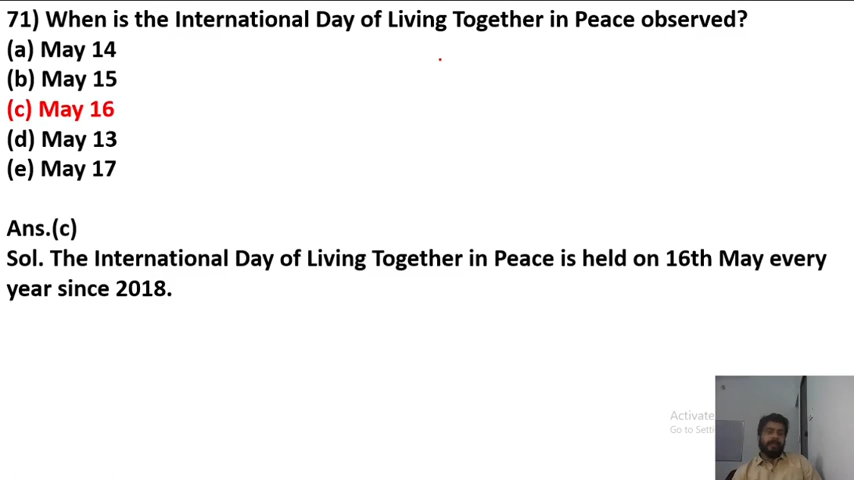 71) When is the International Day of Living Together in Peace observed?
(a) May 14
(b) May 15
(c) May 16
(d) May 13
(e) May 17
Ans.(c)
Sol. The International Day of Living Together in Peace is held on 16th May every
year since 2018.
Activate
Go to Setti